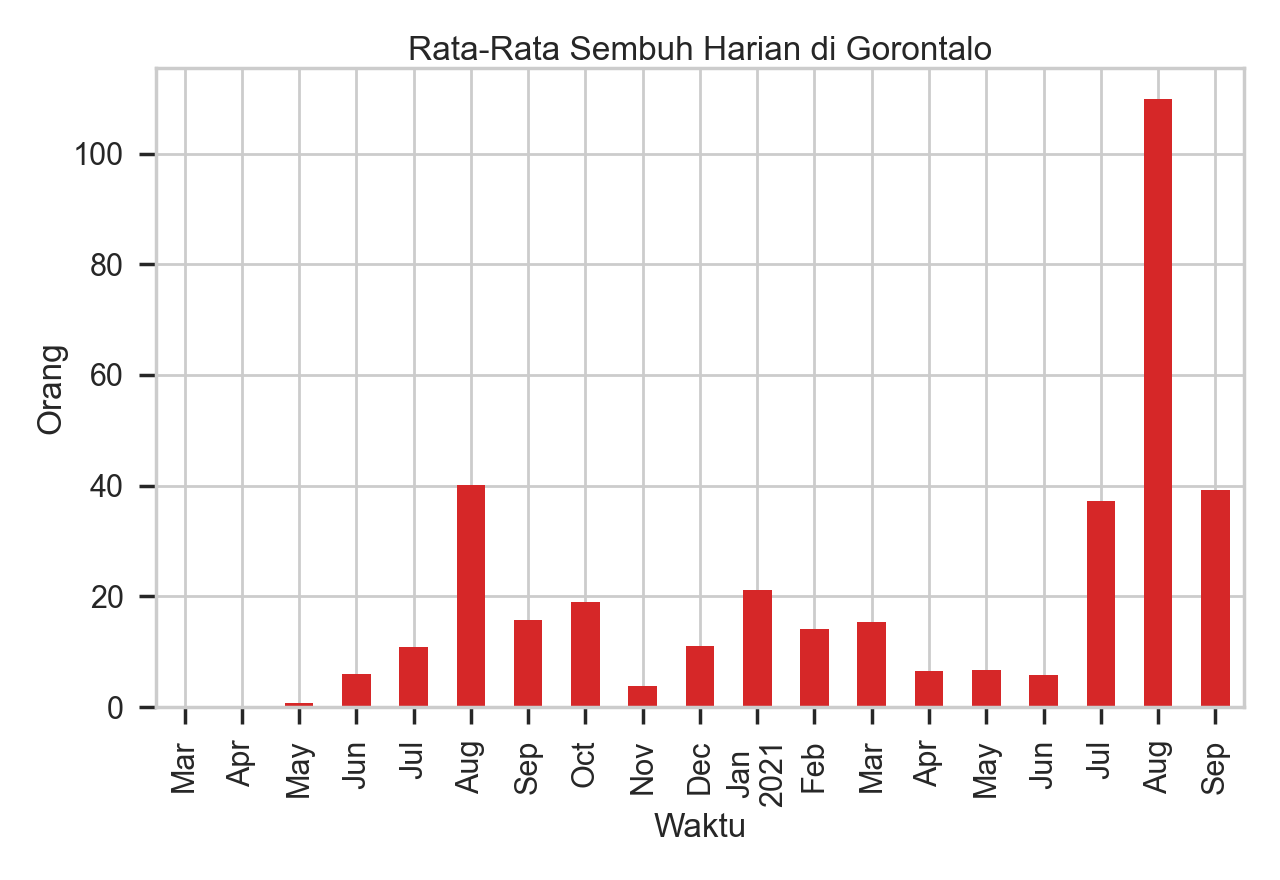 Rata-Rata Sembuh Harian di Gorontalo
100
80
60
40
20
0
Orang
Mar
Apr
May
Jun
Jul
Aug
Sep
Oct
Nov
Dec
Jan
2021
Feb
Mar
Apr
May
Jun
Jul
Aug
Sep
Waktu